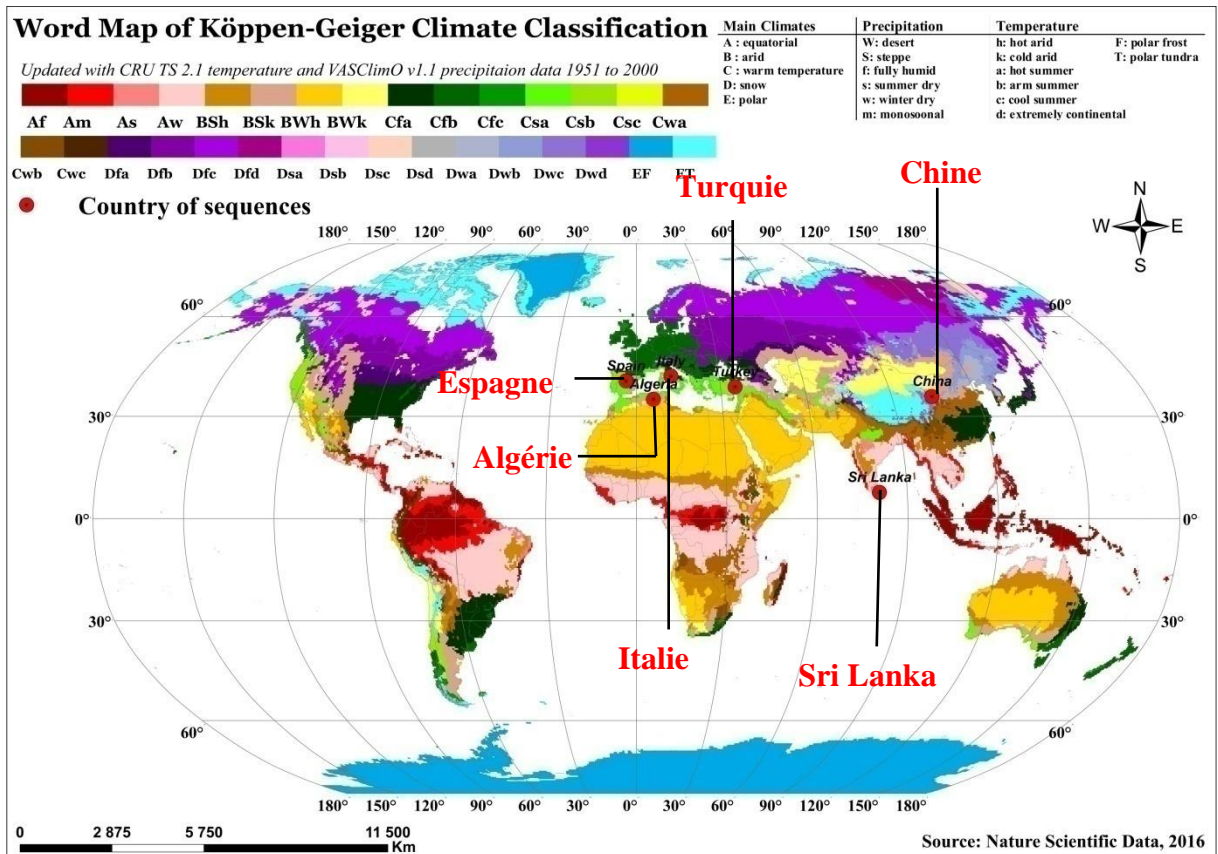 Word Map of Köppen-Geiger Climate Classification
Updated with CRU TS 2.1 temperature and VASClimO v1.1 precipitaion data 1951 to 2000
Main Climates
A : equatorial
B : arid
C : warm temperature
D: snow
E: polar
Precipitation
W: desert
S: steppe
f: fully humid
s: summer dry
w: winter dry
m: monosoonal
Temperature
h: hot arid
k: cold arid
a: hot summer
b: arm summer
c: cool summer
d: extremely continental
F: polar frost
T: polar tundra
Af Am As Aw BSh BSk BWh BWk Cfa Cfb Cfc Csa Csb Csc Cwa
Cwb Cwc Dfa Dfb Dfc Dfd Dsa Dsb Dsc Dsd Dwa Dwb Dwc Dwd EF ET
Country of sequences
Turquie
Chine
N
W E
S
180° 150° 120° 90° 60° 30° 0° 30° 60° 90° 120° 150° 180°
60° 60°
Spain
Italy
Turkey
Algeria
China
Espagne
30° 30°
Algérie
Sri Lanka
0° 0°
30° 30°
Italie
Sri Lanka
60° 60°
180° 150° 120° 90° 60° 30° 0° 30° 60° 90° 120° 150° 180°
0 2 875 5 750 11 500
Km
Source: Nature Scientific Data, 2016